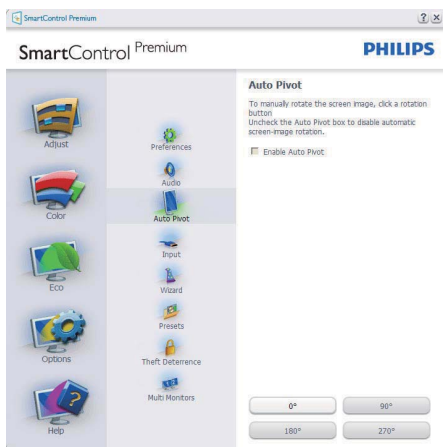 SmartControl Premium
SmartControl Premium
PHILIPS
Adjust
Color
Eco
Options
Help
Preferences
Audio
Auto Pivot
Input
Wizard
Presets
Theft Deterrence
Multi Monitors
Auto Pivot
To manually rotate the screen image, click a rotation
button
Uncheck the Auto Pivot box to disable automatic
screen-image rotation.
Enable Auto Pivot
0°
90°
180°
270°